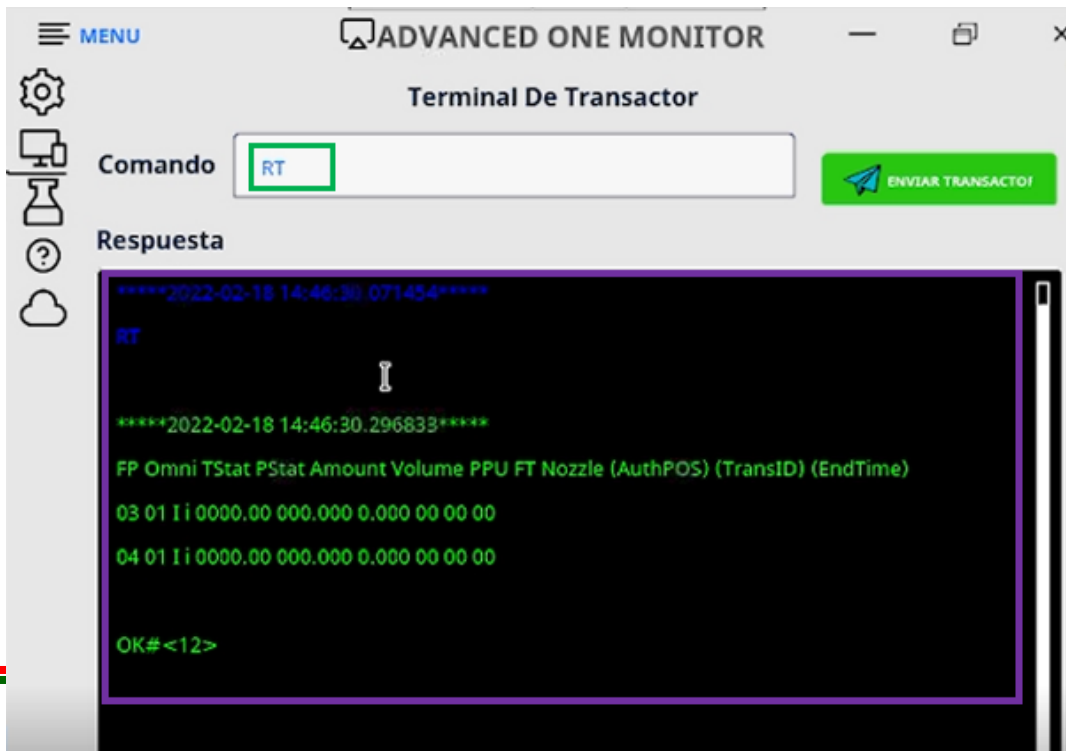 MENU
ADVANCED ONE MONITOR
Terminal De Transactor
Comando
RT
ENVIAR TRANSACTOR
Respuesta
*****2022-02-18 14:46:30.071454*****
RT
*****2022-02-18 14:46:30.296833*****
FP Omni TStat PStat Amount Volume PPU FT Nozzle (AuthPOS) (TransID) (EndTime)
03 01 I i 0000.00 000.000 0.000 00 00 00
04 01 I i 0000.00 000.000 0.000 00 00 00
OK#<12>